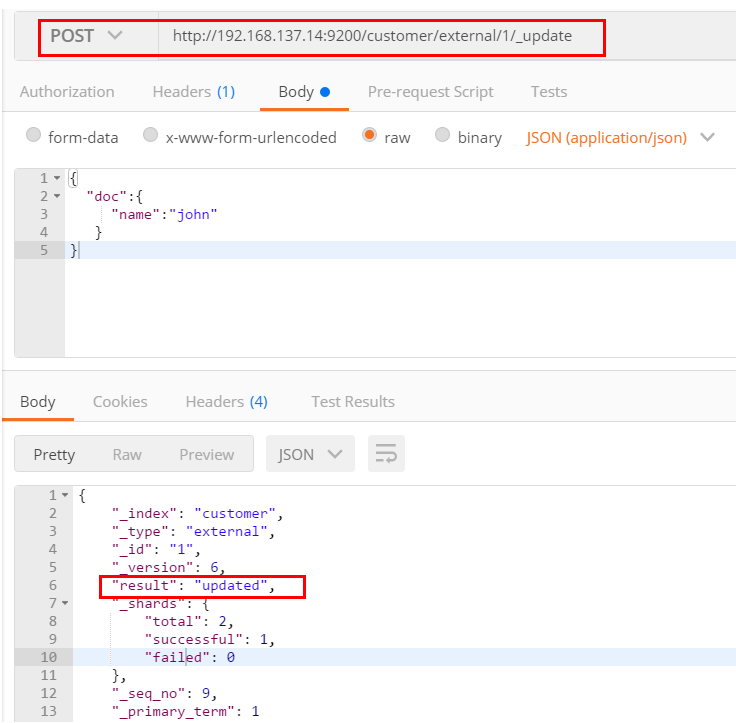 POST http://192.168.137.14:9200/customer/external/1/_update
Authorization Headers (1) Body Pre-request Script Tests
form-data x-www-form-urlencoded raw binary JSON (application/json)
1 {
2 "doc":{
3 "name":"john"
4 }
5 }
Body Cookies Headers (4) Test Results
Pretty Raw Preview JSON
1 {
2 "_index": "customer",
3 "_type": "external",
4 "_id": "1",
5 "_version": 6,
6 "result": "updated",
7 "_shards": {
8 "total": 2,
9 "successful": 1,
10 "failed": 0
11 },
12 "_seq_no": 9,
13 "_primary_term": 1